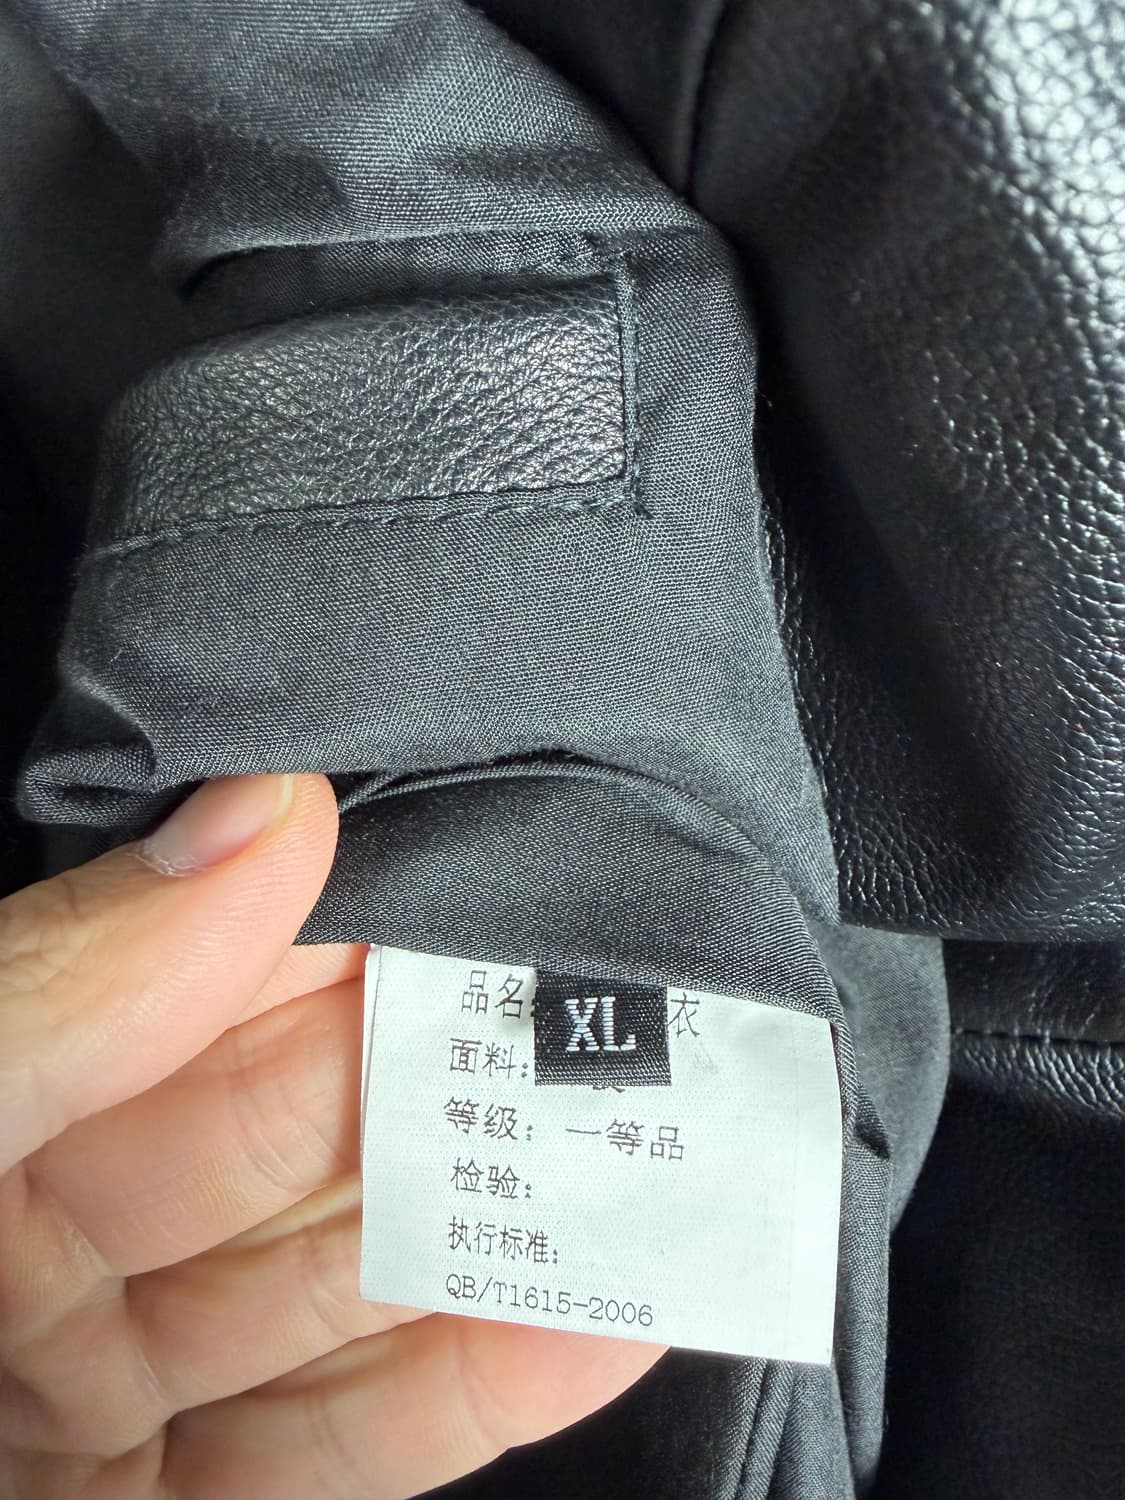 品名
XL
衣
面料:
等级: 一等品
检验:
执行标准:
QB/T1615-2006